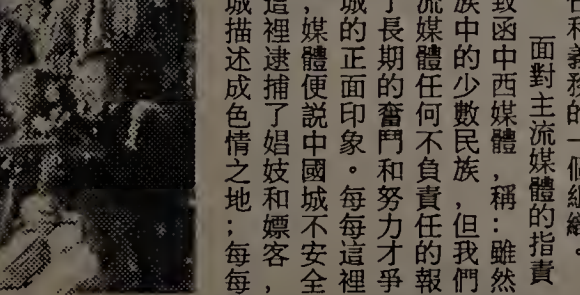 和義務的一個組織。
面對主流媒體的指責
致函中西媒體,稱:雖然
族中的少數民族,但我們
流媒體任何不負責任的報
了長期的奮鬥和努力才爭
城的正面印象。每每這裡
,媒體便説中國城不安全
這裡逮捕了娼妓和嫖客,
城描述成色情之地;每每